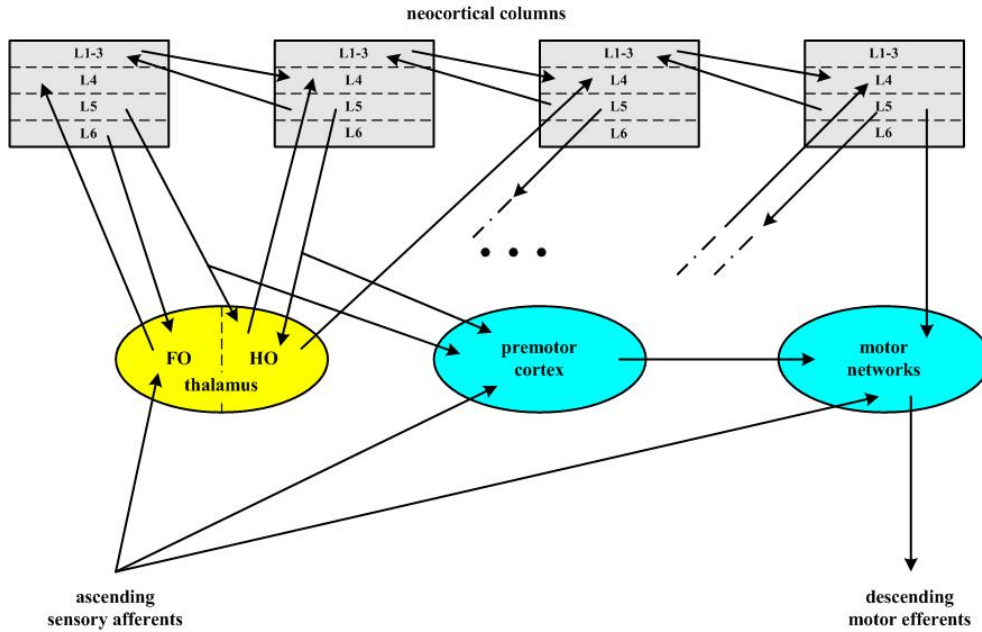 neocortical columns
L1-3
L4
L5
L6
L1-3
L4
L5
L6
L1-3
L4
L5
L6
L1-3
L4
L5
L6
FO
HO
thalamus
premotor
cortex
motor
networks
ascending
sensory afferents
descending
motor efferents